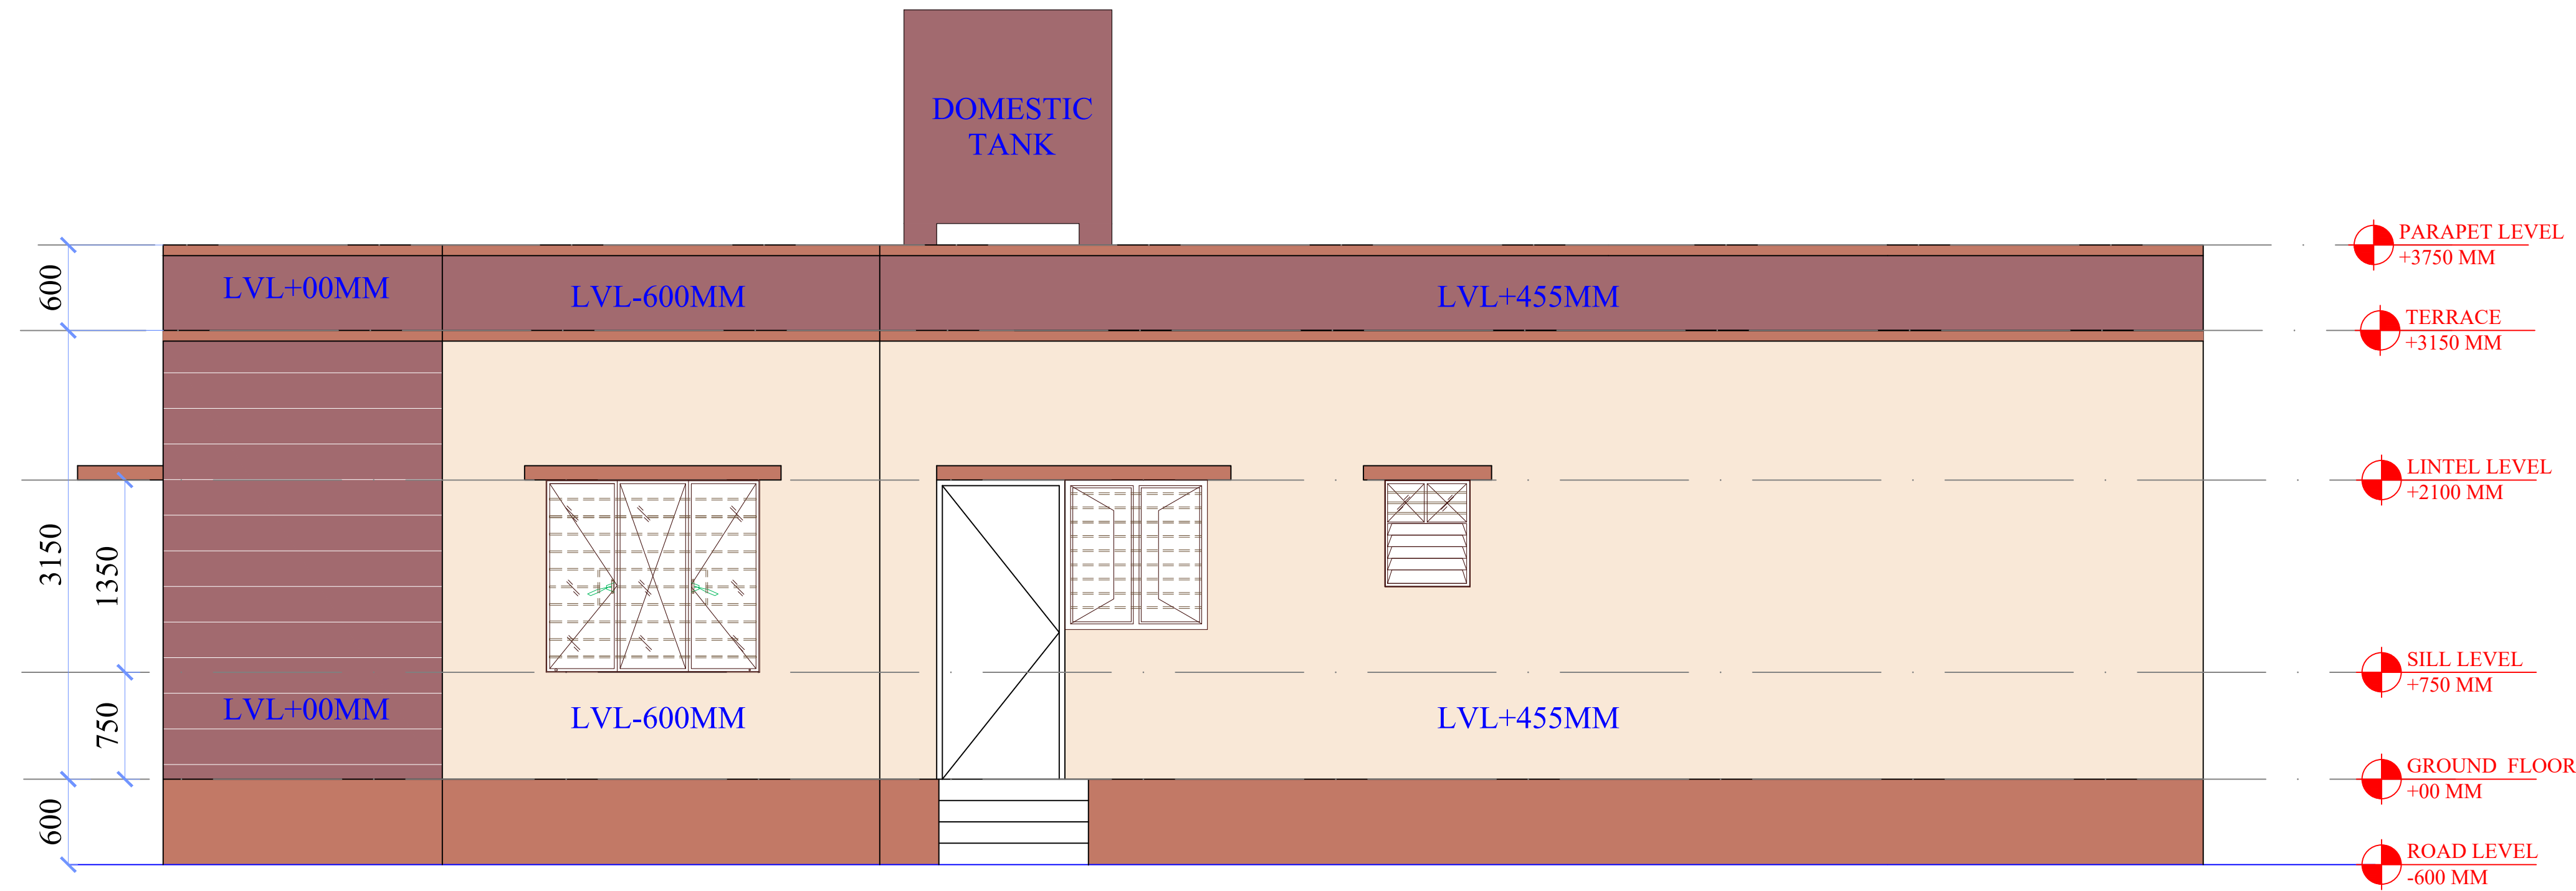 DOMESTIC
TANK
PARAPET LEVEL
+3750 MM
600
LVL+00MM
LVL-600MM
LVL+455MM
TERRACE
+3150 MM
LINTEL LEVEL
+2100 MM
3150
1350
SILL LEVEL
+750 MM
750
LVL+00MM
LVL-600MM
LVL+455MM
GROUND FLOOR
+00 MM
600
ROAD LEVEL
-600 MM